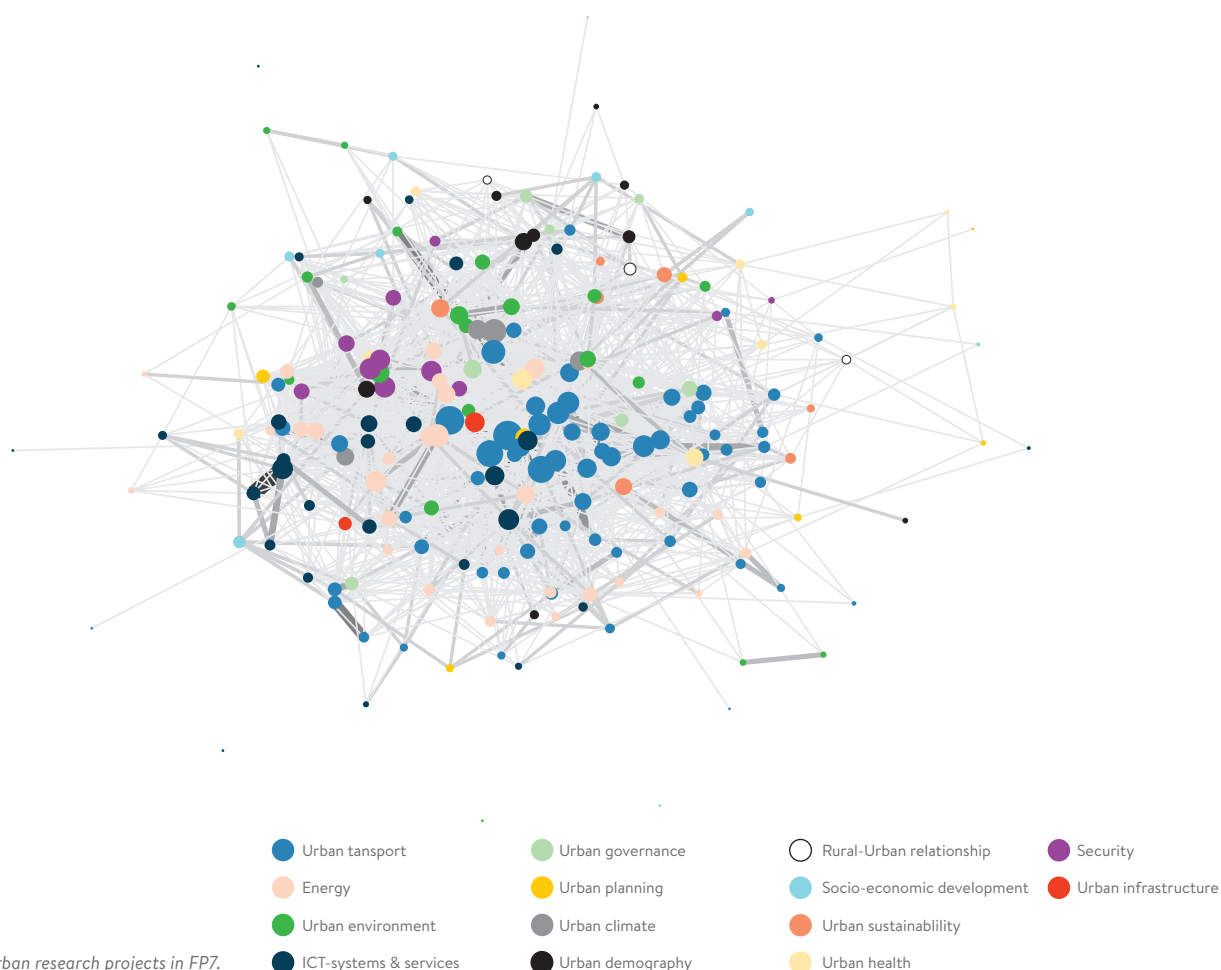 Urban tansport
Urban governance
Rural-Urban relationship
Security
Energy
Urban planning
Socio-economic development
Urban infrastructure
Urban environment
Urban climate
Urban sustainablility
rban research projects in FP7.
ICT-systems & services
Urban demography
Urban health